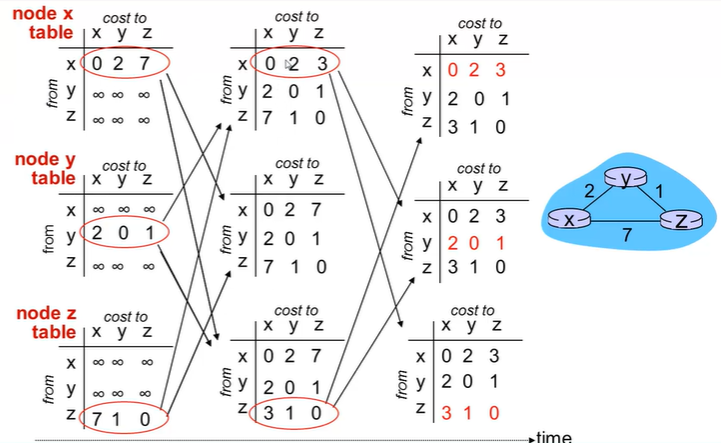 node x table
cost to
x y z
from
x 0 2 7
y ∞ ∞ ∞
z ∞ ∞ ∞
cost to
x y z
from
x 0 2 3
y 2 0 1
z 7 1 0
cost to
x y z
from
x 0 2 3
y 2 0 1
z 3 1 0
node y table
cost to
x y z
from
x ∞ ∞ ∞
y 2 0 1
z ∞ ∞ ∞
cost to
x y z
from
x 0 2 7
y 2 0 1
z 7 1 0
cost to
x y z
from
x 0 2 3
y 2 0 1
z 3 1 0
node z table
cost to
x y z
from
x ∞ ∞ ∞
y ∞ ∞ ∞
z 7 1 0
cost to
x y z
from
x 0 2 7
y 2 0 1
z 3 1 0
cost to
x y z
from
x 0 2 3
y 2 0 1
z 3 1 0
y
2 1
x z
7
time